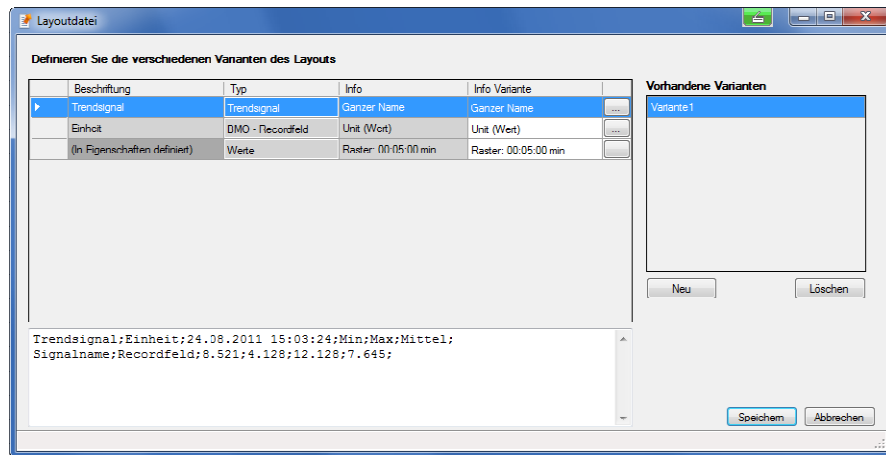 Layoutdatei
Definieren Sie die verschiedenen Varianten des Layouts
Beschriftung Typ Info Info Variante
Trendsignal Trendsignal Ganzer Name Ganzer Name ...
Einheit BMO - Recordfeld Unit (Wert) Unit (Wert) ...
(In Eigenschaften definiert) Werte Raster: 00:05:00 min Raster: 00:05:00 min
Vorhandene Varianten
Variante1
Neu Löschen
Trendsignal;Einheit;24.08.2011 15:03:24;Min;Max;Mittel;
Signalname;Recordfeld;8.521;4.128;12.128;7.645;
Speichern Abbrechen